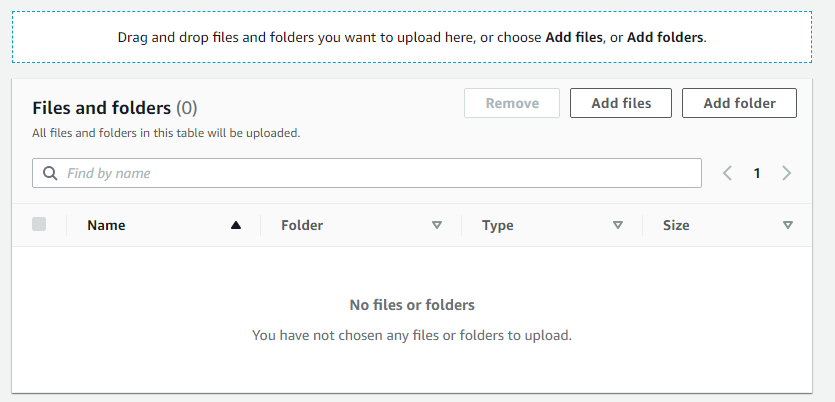 Drag and drop files and folders you want to upload here, or choose Add files, or Add folders.
Files and folders (0)
Remove
Add files
Add folder
All files and folders in this table will be uploaded.
Find by name
1
Name
Folder
Type
Size
No files or folders
You have not chosen any files or folders to upload.